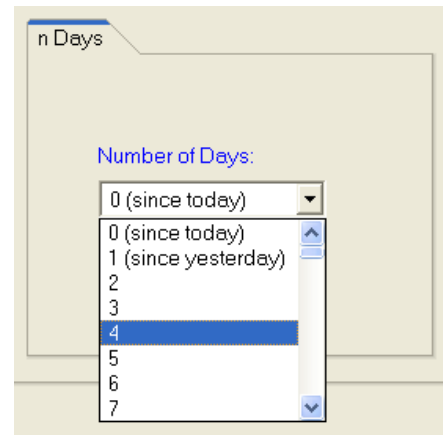 n Days
Number of Days:
0 (since today)
0 (since today)
1 (since yesterday)
2
3
4
5
6
7